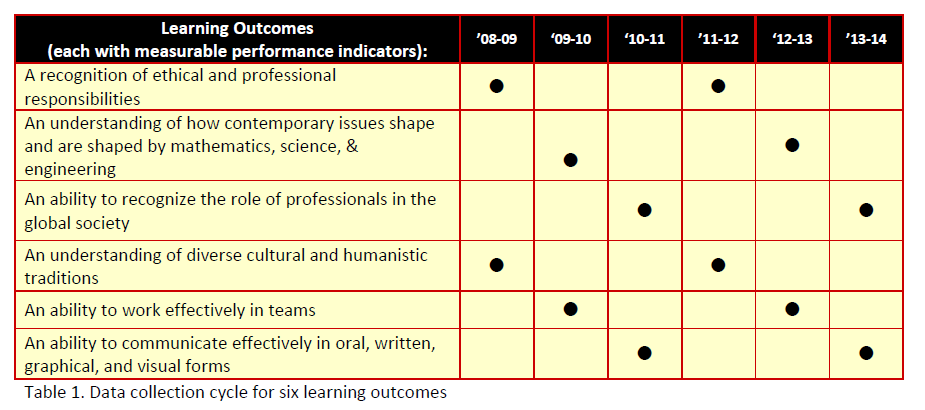 Learning Outcomes
(each with measurable performance indicators):
’08-09
‘09-10
‘10-11
’11-12
‘12-13
’13-14
A recognition of ethical and professional
responsibilities
An understanding of how contemporary issues shape
and are shaped by mathematics, science, &
engineering
An ability to recognize the role of professionals in the
global society
An understanding of diverse cultural and humanistic
traditions
An ability to work effectively in teams
An ability to communicate effectively in oral, written,
graphical, and visual forms
Table 1. Data collection cycle for six learning outcomes